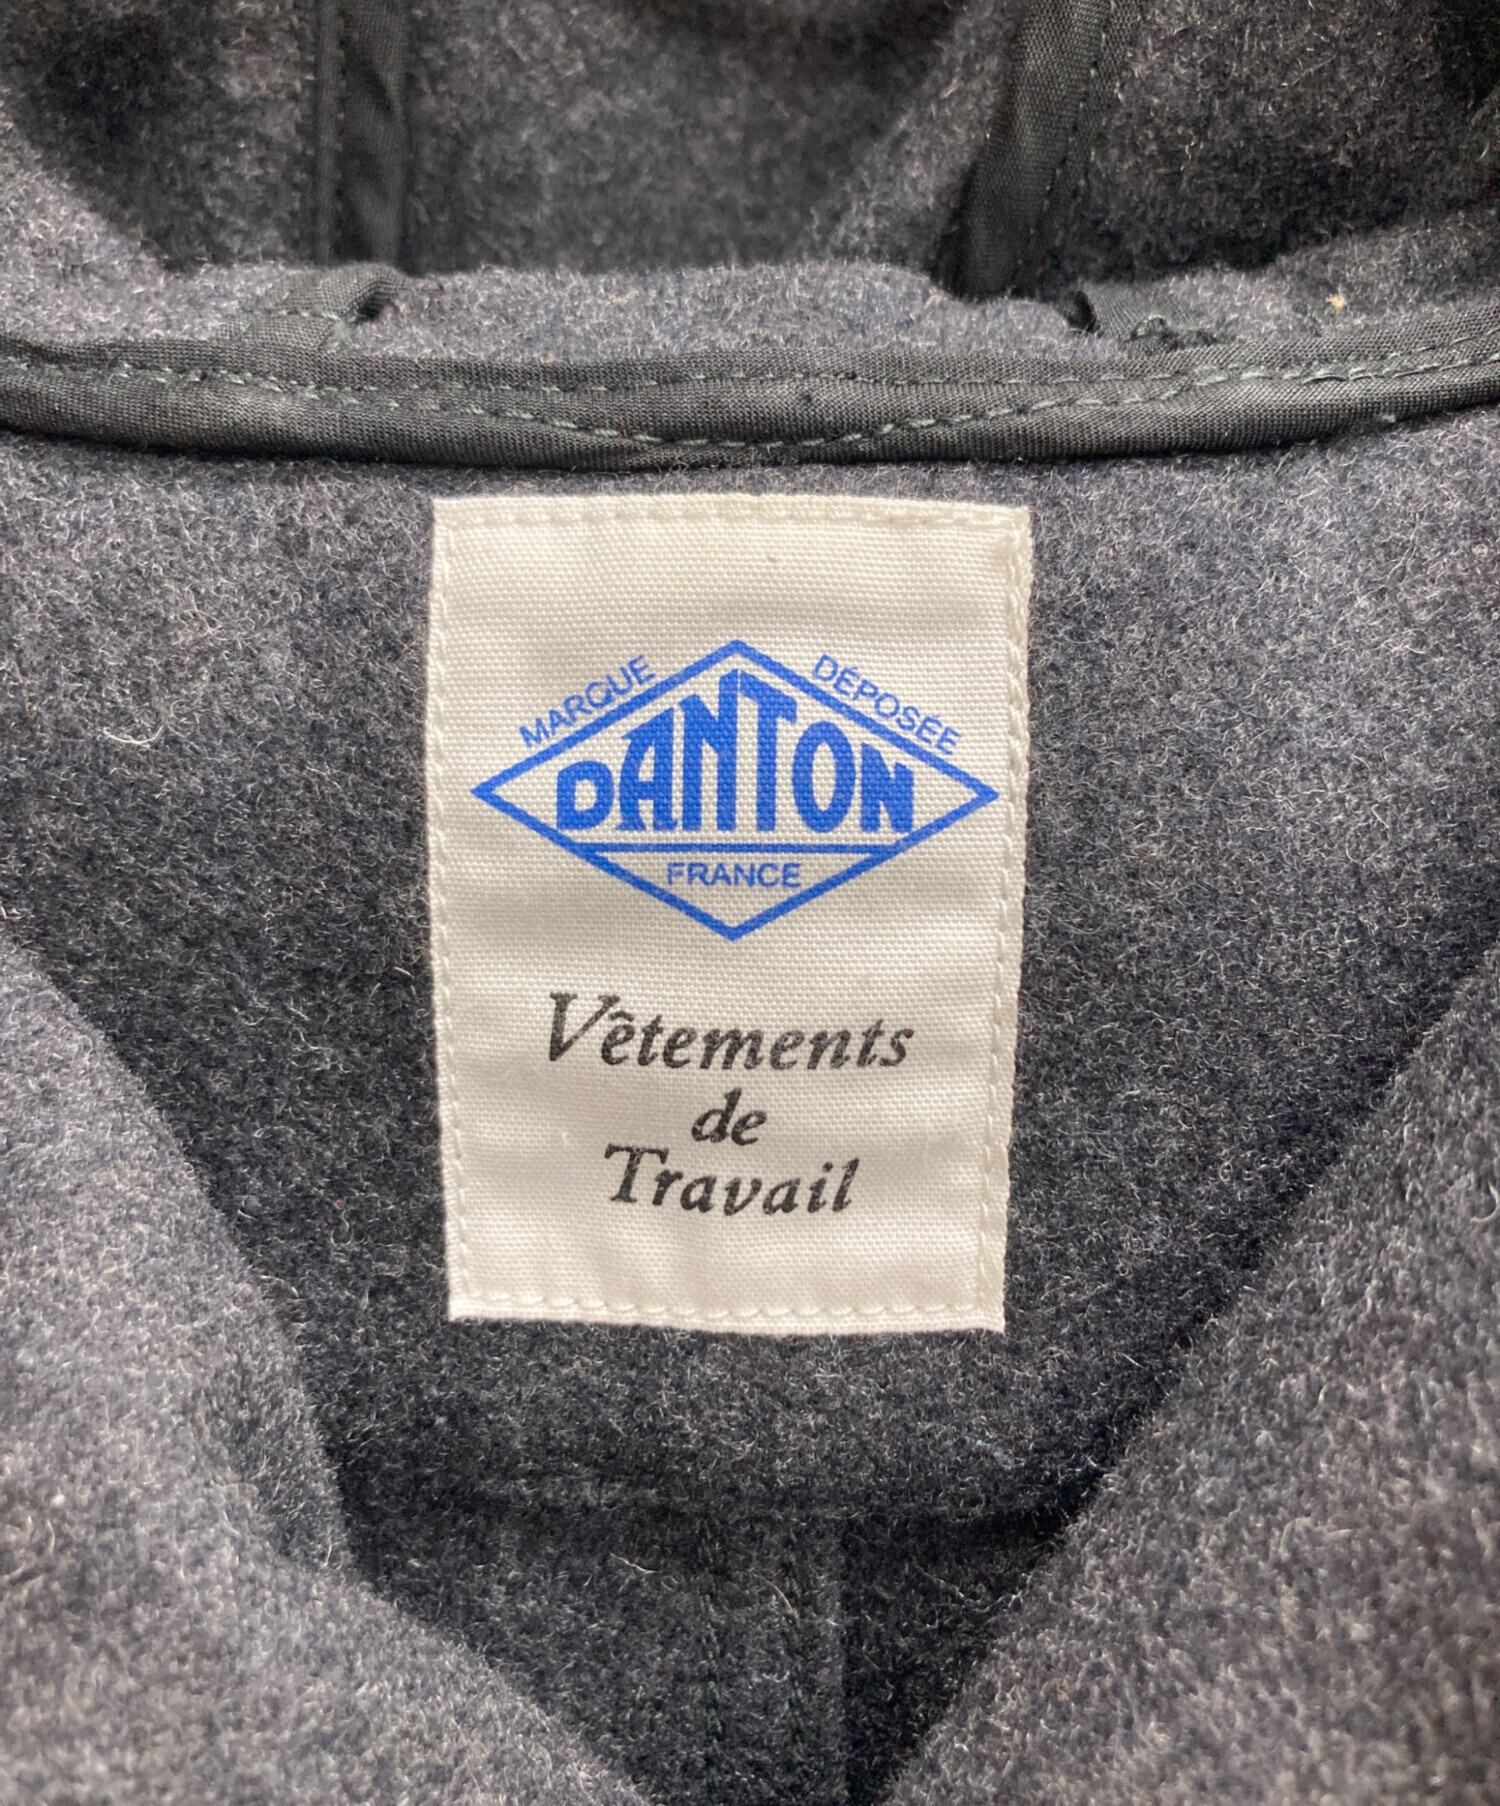 MARQUE DÉPOSÉE
DANTON
FRANCE
Vêtements
de
Travail